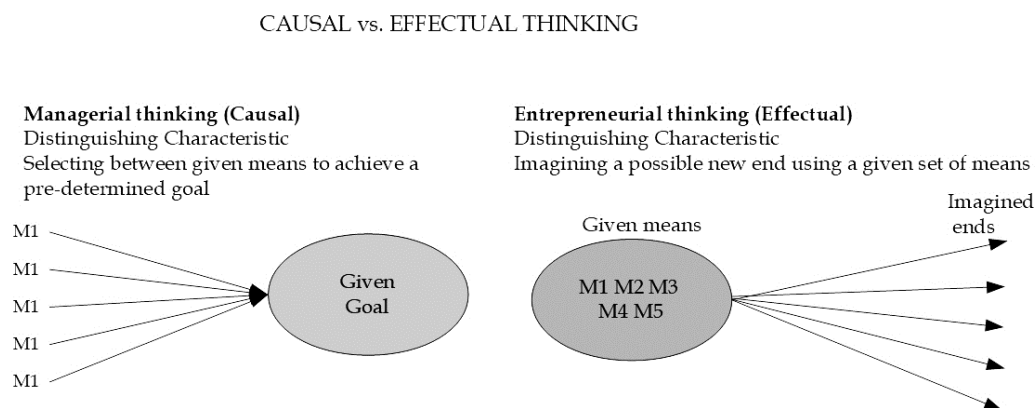 CAUSAL vs. EFFECTUAL THINKING
Managerial thinking (Causal)
Distinguishing Characteristic
Selecting between given means to achieve a
pre-determined goal
M1
M1
M1
M1
M1
Given
Goal
Entrepreneurial thinking (Effectual)
Distinguishing Characteristic
Imagining a possible new end using a given set of means
Given means
M1 M2 M3
M4 M5
Imagined
ends